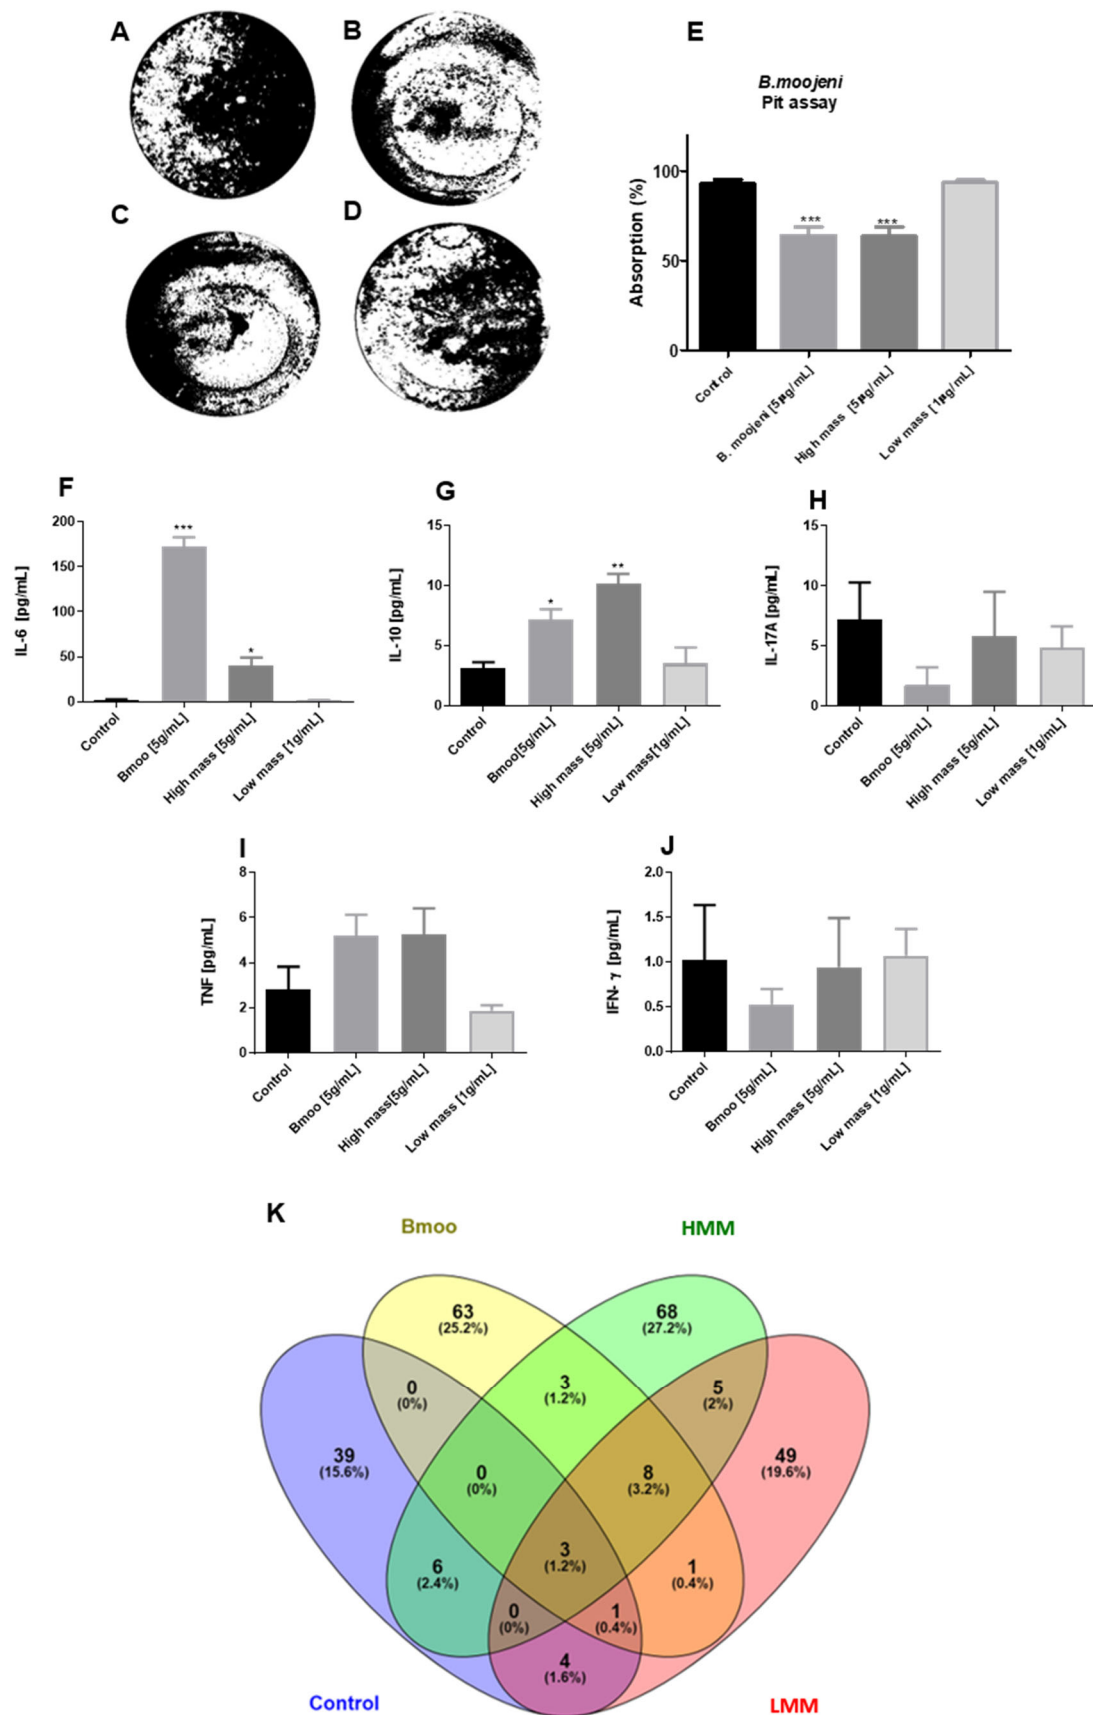 A
B
C
D
E
B.moojeni
Pit assay
Absorption (%)
100
50
0
Control
B. moojeni [5µg/mL]
High mass [5µg/mL]
Low mass [1µg/mL]
***
***
F
IL-6 [pg/mL]
200
150
100
50
0
***
*
Control
Bmoo [5g/mL]
High mass [5g/mL]
Low mass [1g/mL]
G
IL-10 [pg/mL]
15
10
5
0
*
**
Control
Bmoo[5g/mL]
High mass [5g/mL]
Low mass[1g/mL]
H
IL-17A [pg/mL]
15
10
5
0
Control
Bmoo [5g/mL]
High mass [5g/mL]
Low mass [1g/mL]
I
TNF [pg/mL]
8
6
4
2
0
Control
Bmoo [5g/mL]
High mass[5g/mL]
Low mass [1g/mL]
J
IFN- γ [pg/mL]
2.0
1.5
1.0
0.5
0.0
Control
Bmoo [5g/mL]
High mass [5g/mL]
Low mass [1g/mL]
K
Bmoo
HMM
63
(25.2%)
68
(27.2%)
0
(0%)
3
(1.2%)
5
(2%)
39
(15.6%)
0
(0%)
8
(3.2%)
49
(19.6%)
6
(2.4%)
3
(1.2%)
1
(0.4%)
0
(0%)
1
(0.4%)
4
(1.6%)
Control
LMM